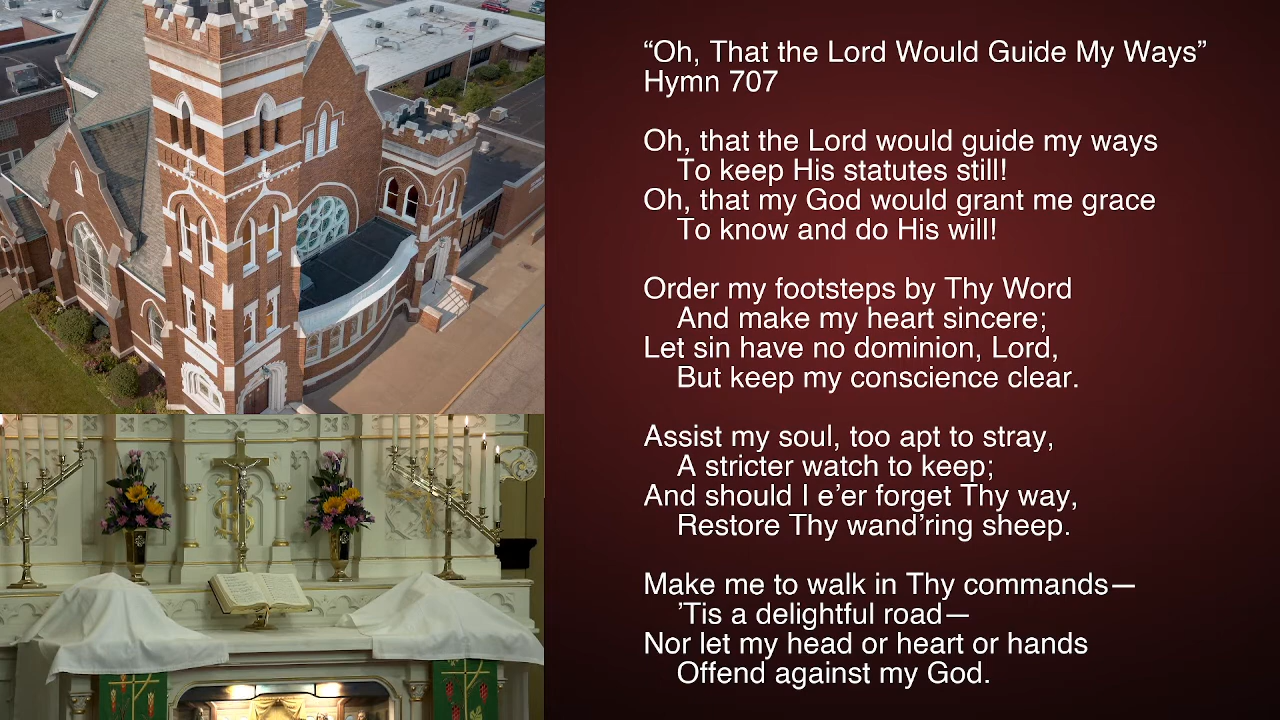 “Oh, That the Lord Would Guide My Ways”
Hymn 707
Oh, that the Lord would guide my ways
To keep His statutes still!
Oh, that my God would grant me grace
To know and do His will!
Order my footsteps by Thy Word
And make my heart sincere;
Let sin have no dominion, Lord,
But keep my conscience clear.
Assist my soul, too apt to stray,
A stricter watch to keep;
And should I e’er forget Thy way,
Restore Thy wand’ring sheep.
Make me to walk in Thy commands—
’Tis a delightful road—
Nor let my head or heart or hands
Offend against my God.